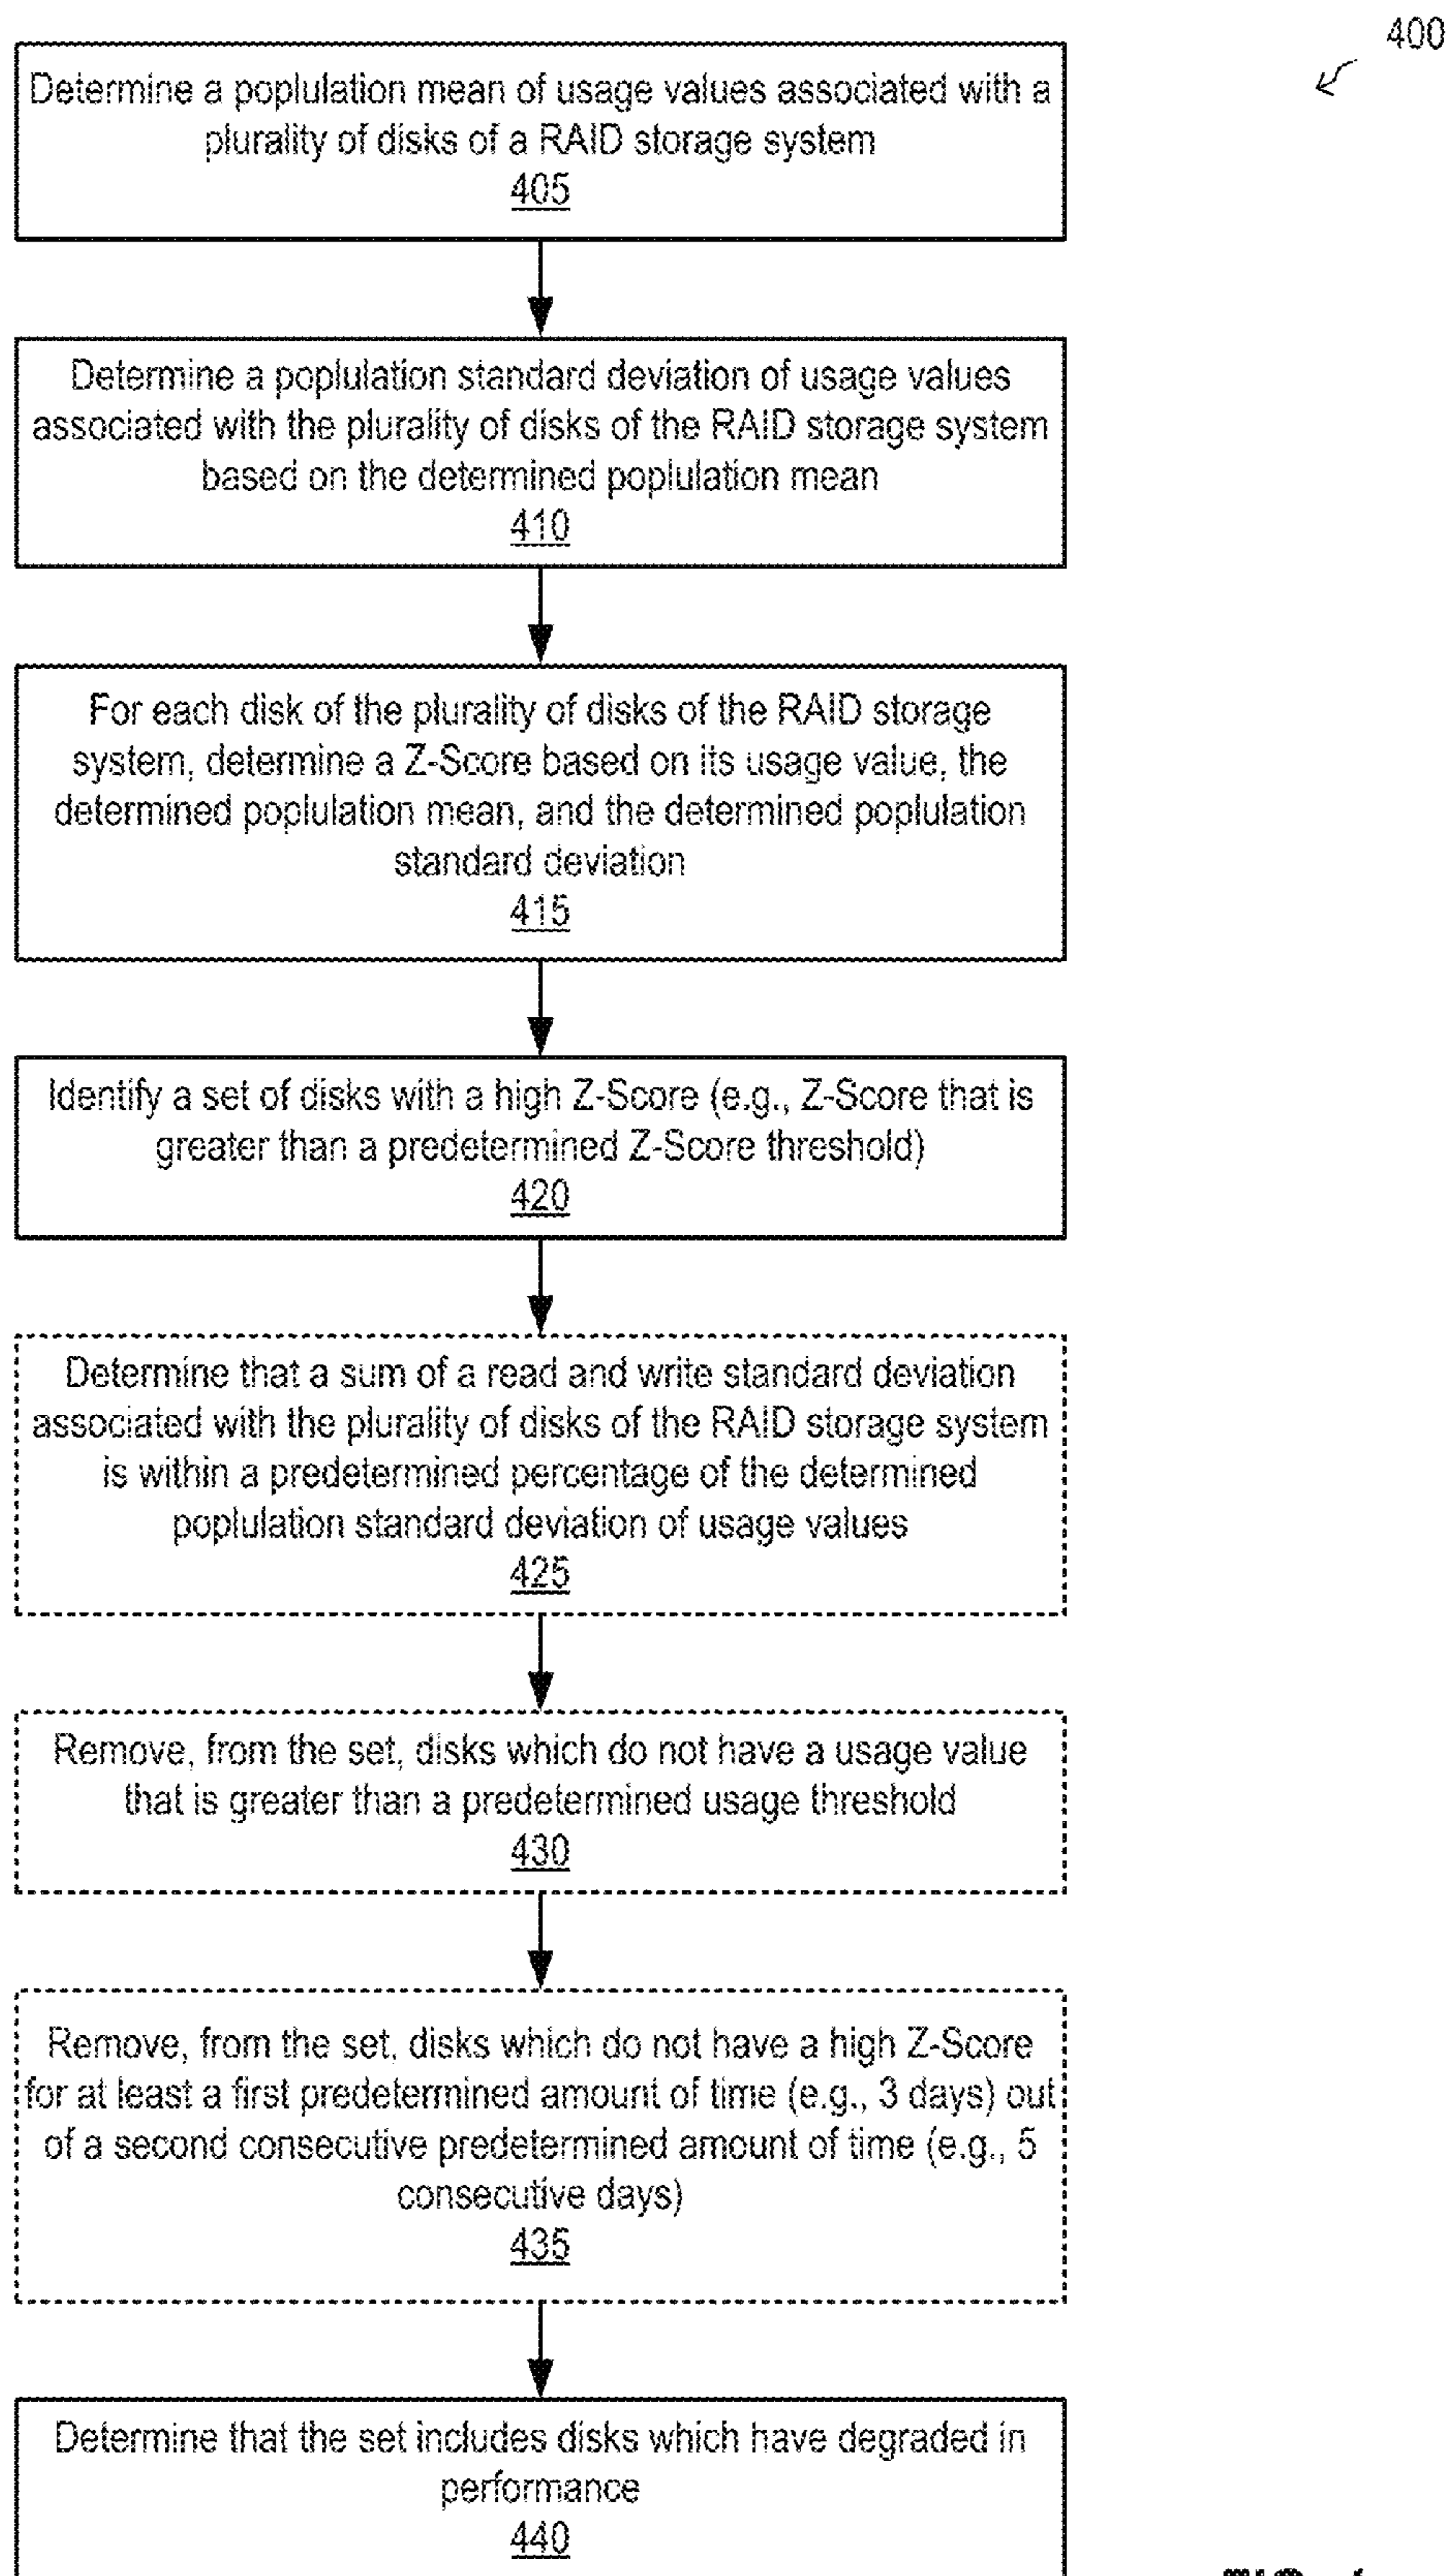 400
Determine a poplulation mean of usage values associated with a
plurality of disks of a RAID storage system
405
Determine a poplulation standard deviation of usage values
associated with the plurality of disks of the RAID storage system
based on the determined poplulation mean
410
For each disk of the plurality of disks of the RAID storage
system, determine a Z-Score based on its usage value, the
determined poplulation mean, and the determined poplulation
standard deviation
415
Identify a set of disks with a high Z-Score (e.g., Z-Score that is
greater than a predetermined Z-Score threshold)
420
Determine that a sum of a read and write standard deviation
associated with the plurality of disks of the RAID storage system
is within a predetermined percentage of the determined
poplulation standard deviation of usage values
425
Remove, from the set, disks which do not have a usage value
that is greater than a predetermined usage threshold
430
Remove, from the set, disks which do not have a high Z-Score
for at least a first predetermined amount of time (e.g., 3 days) out
of a second consecutive predetermined amount of time (e.g., 5
consecutive days)
435
Determine that the set includes disks which have degraded in
performance
440